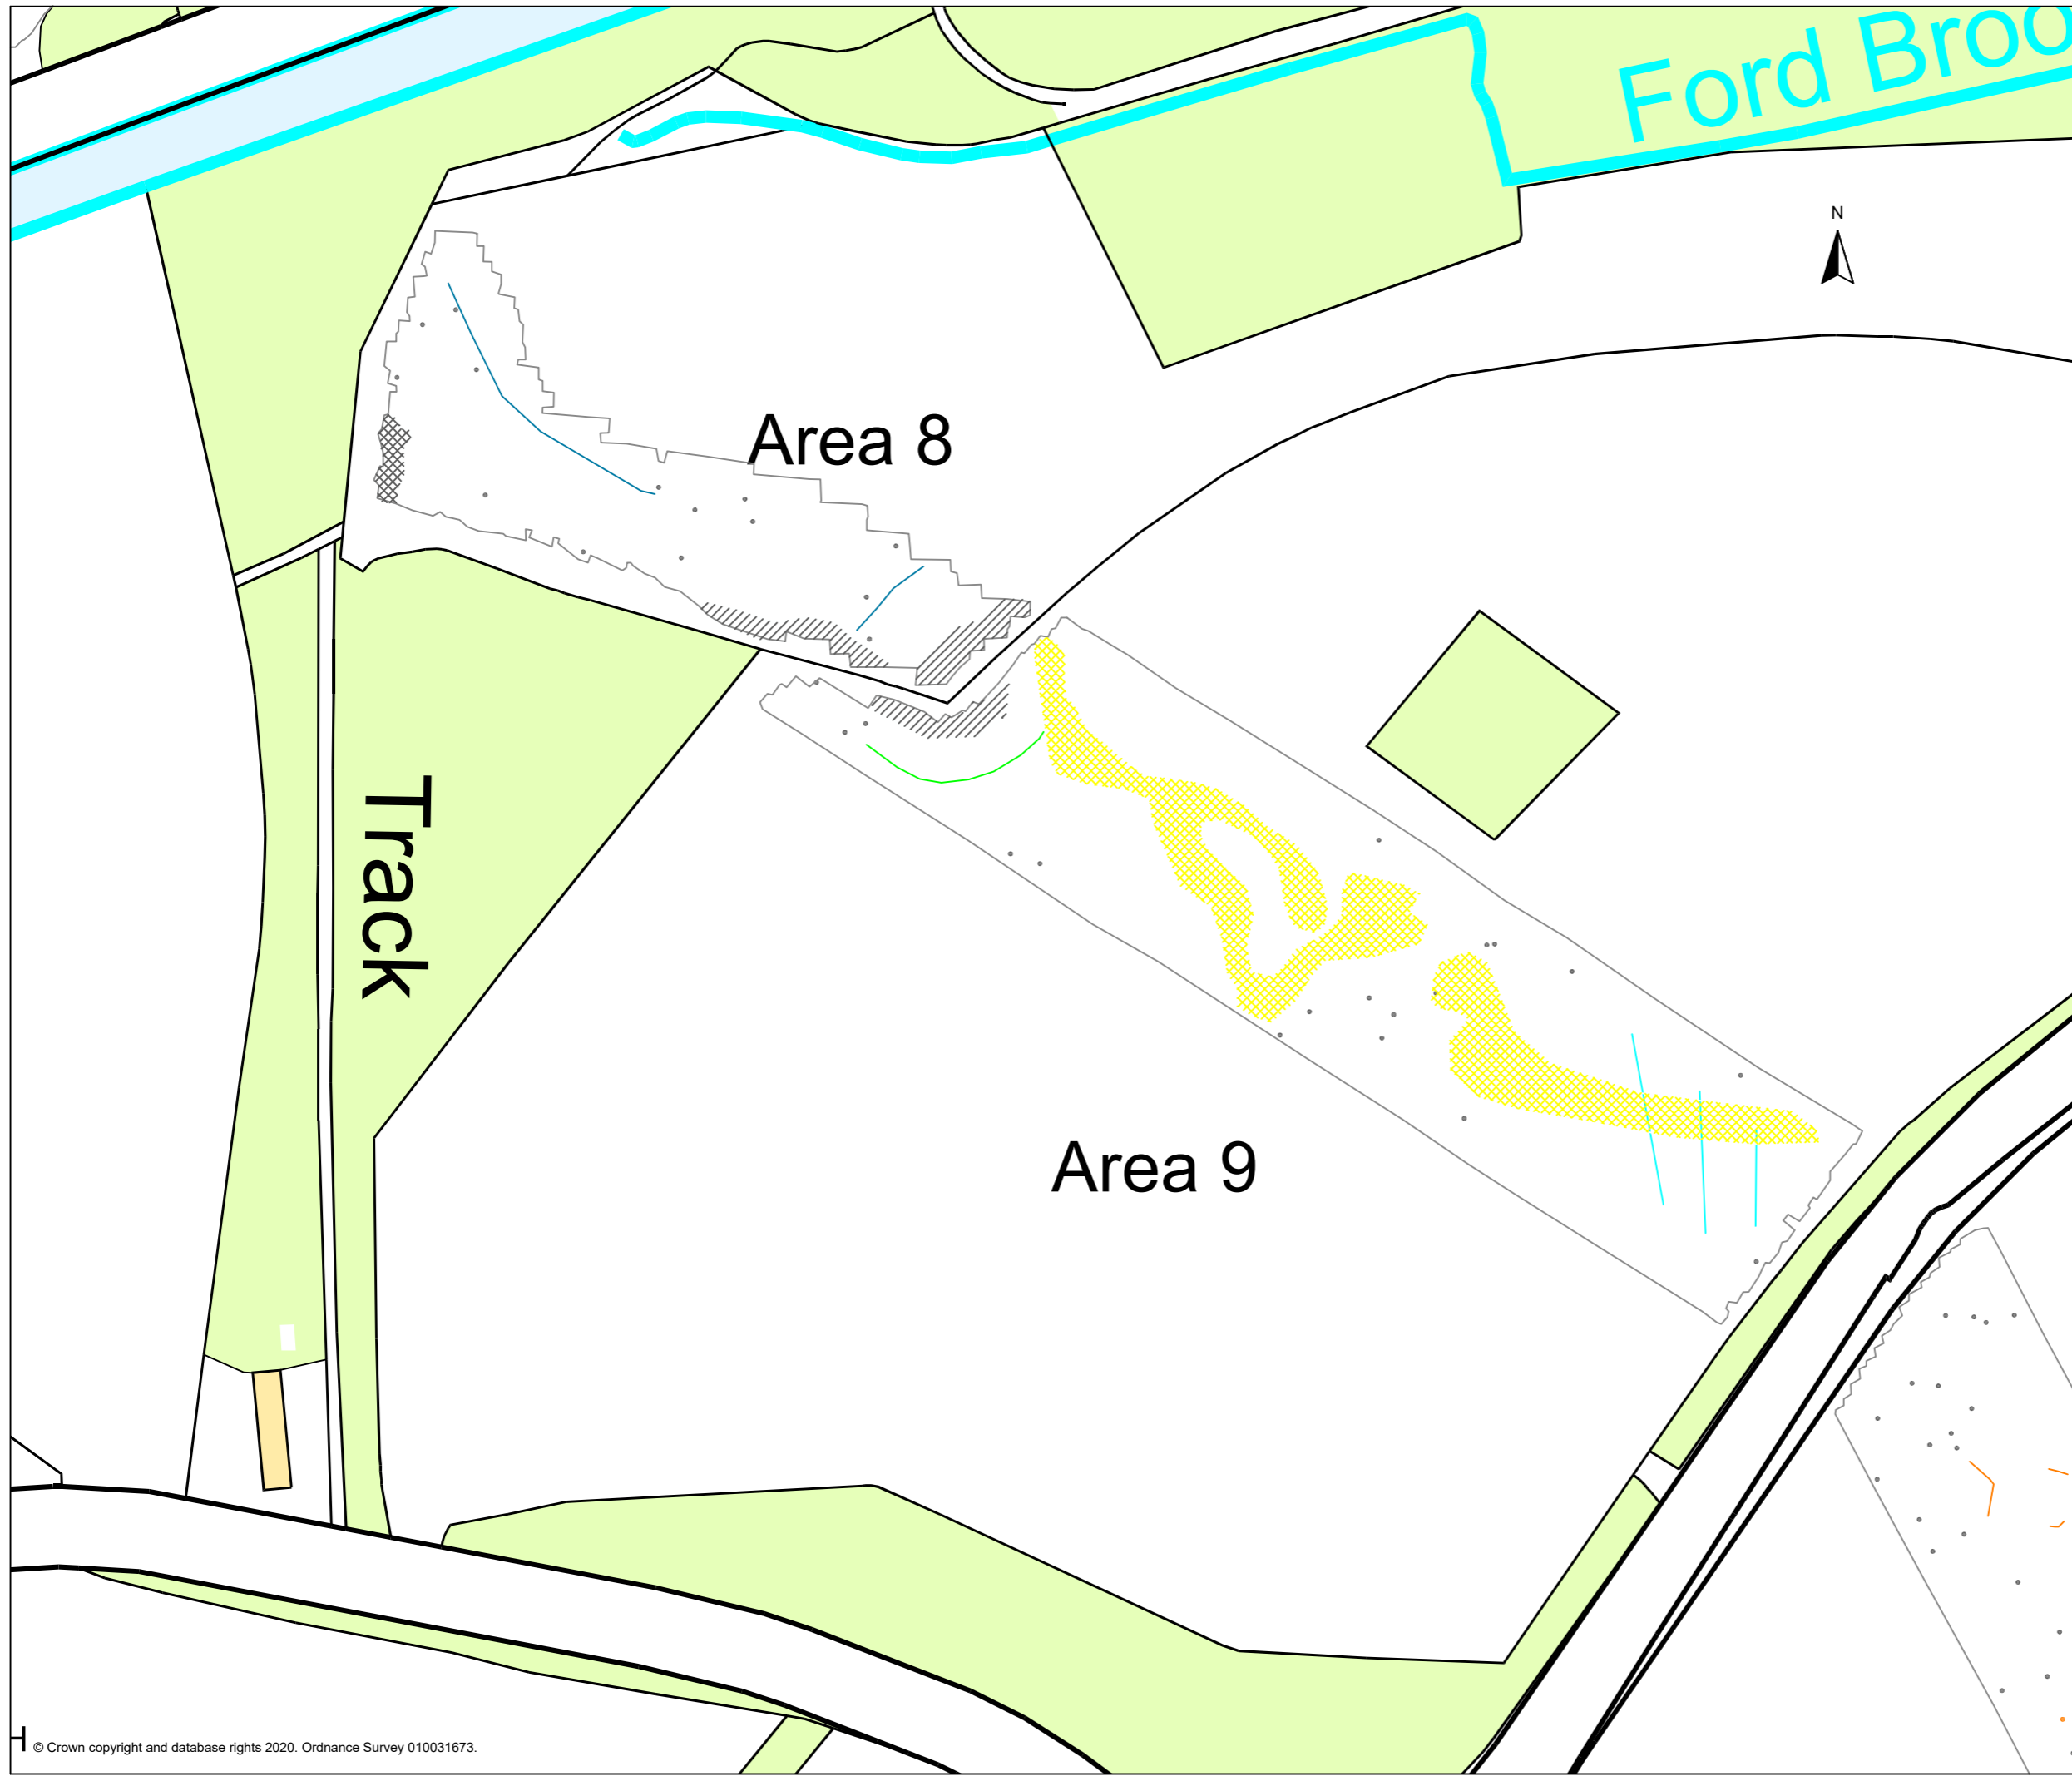 Ford Broo
N
Area 8
Track
Area 9
© Crown copyright and database rights 2020. Ordnance Survey 010031673.